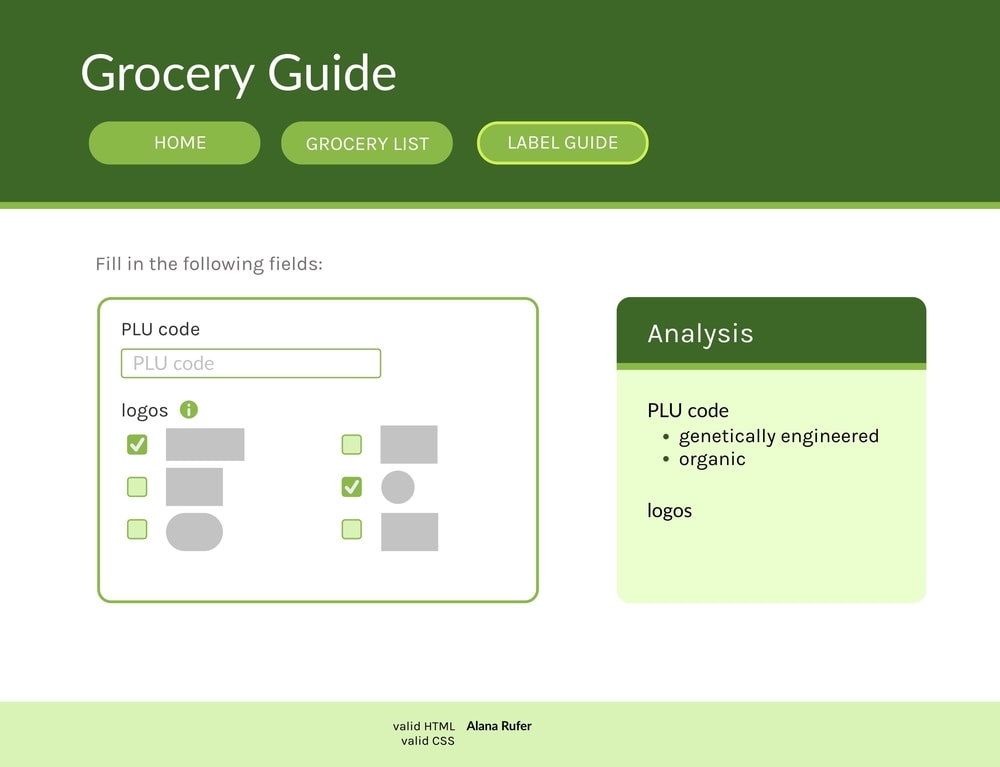 Grocery Guide
HOME
GROCERY LIST
LABEL GUIDE
Fill in the following fields:
PLU code
PLU code
logos
Analysis
PLU code
• genetically engineered
• organic
logos
valid HTML
valid CSS
Alana Rufer